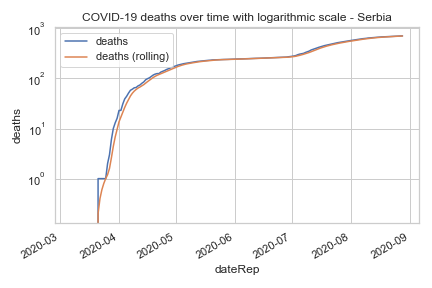 COVID-19 deaths over time with logarithmic scale - Serbia
10³
deaths
deaths (rolling)
10²
10¹
10⁰
deaths
2020-03
2020-04
2020-05
2020-06
2020-07
2020-08
2020-09
dateRep